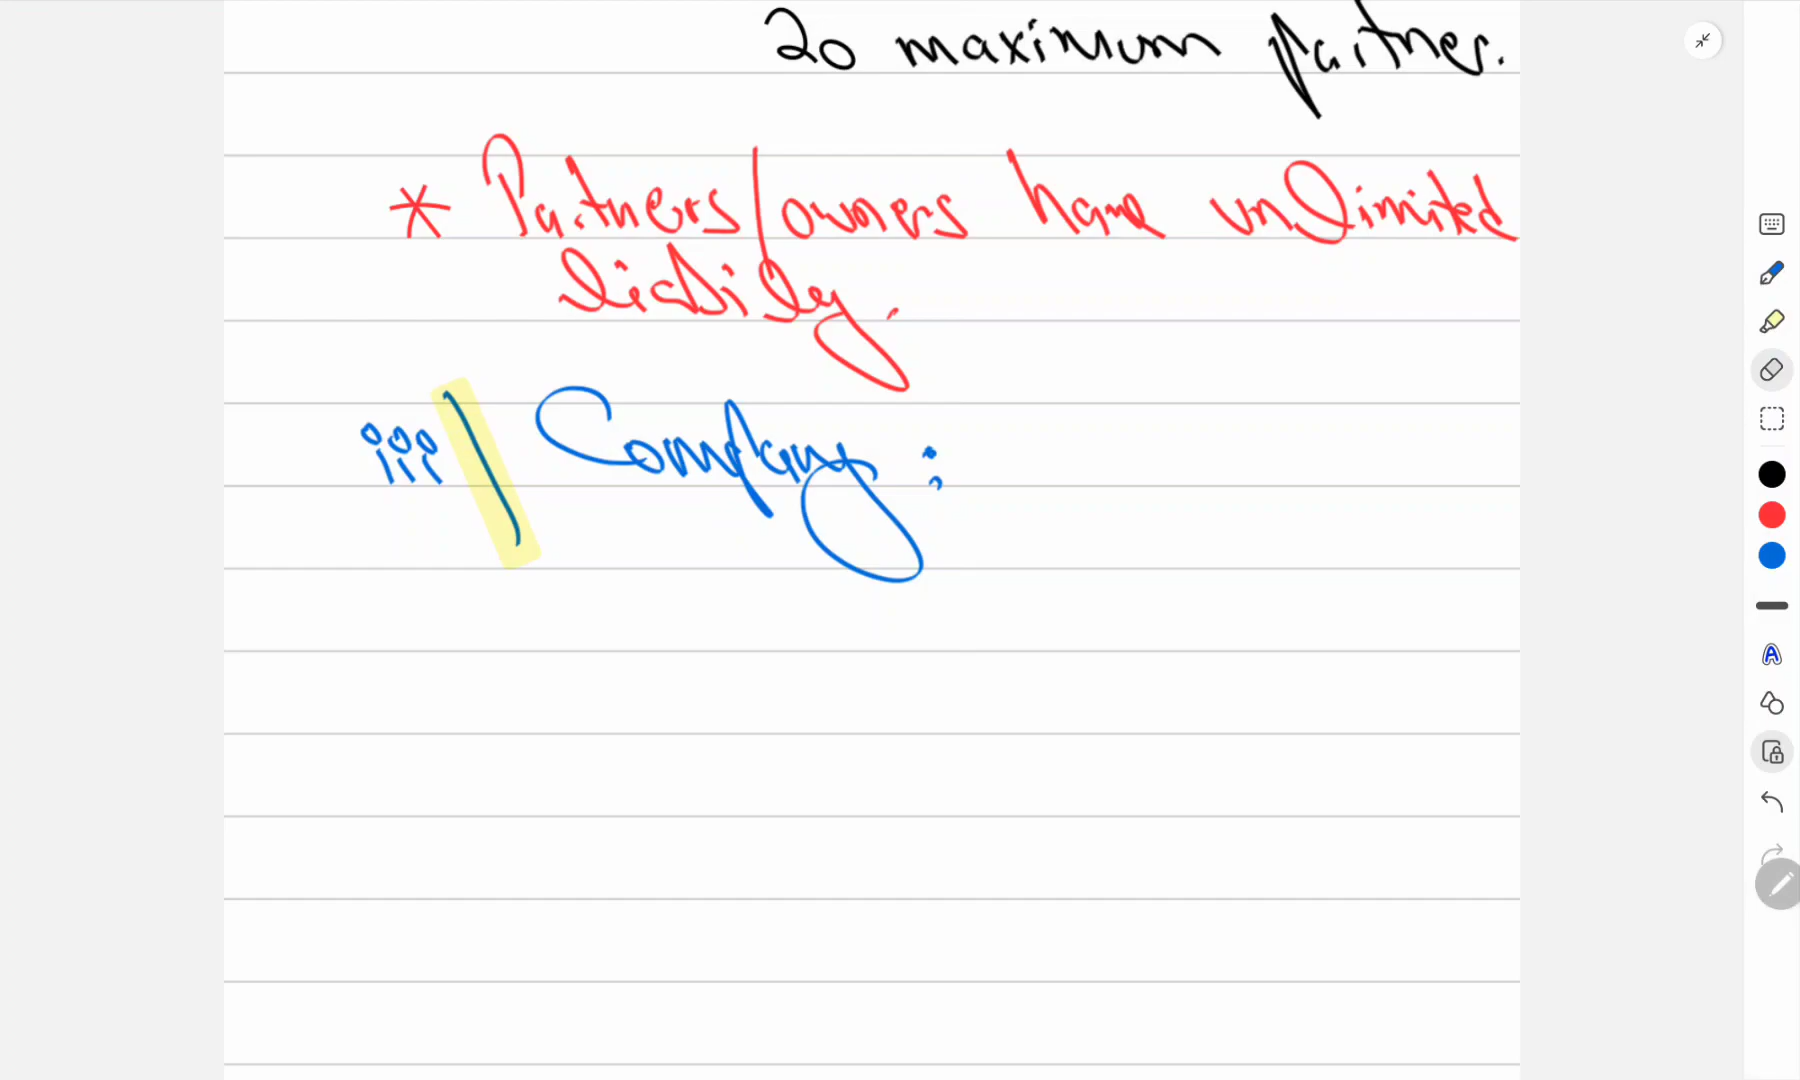 20 maximum partner.
* Partners/owners have unlimited
liability.
iii) Company: